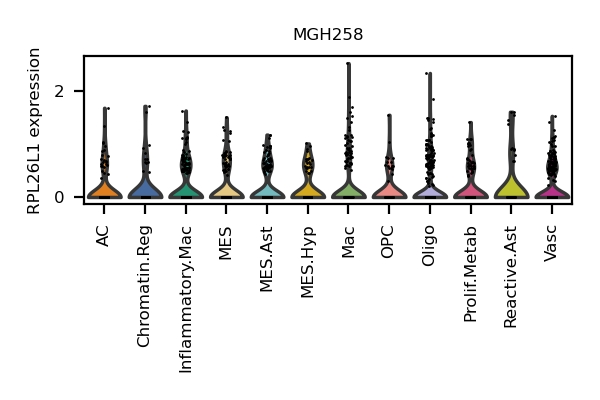 MGH258
RPL26L1 expression
2
0
AC
Chromatin.Reg
Inflammatory.Mac
MES
MES.Ast
MES.Hyp
Mac
OPC
Oligo
Prolif.Metab
Reactive.Ast
Vasc